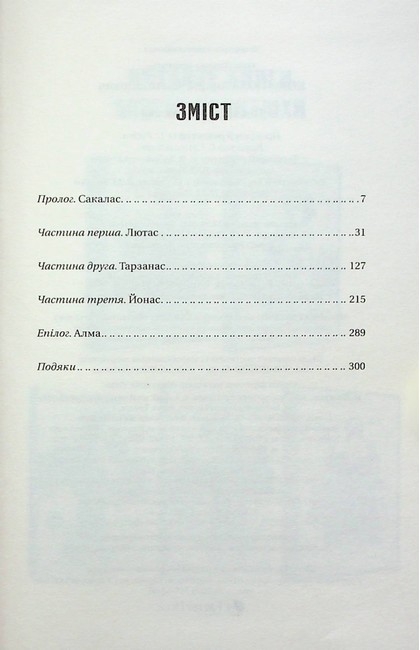 ЗМІСТ
Пролог. Сакалас. 7
Частина перша. Лютас 31
Частина друга. Тарзанас 127
Частина третя. Йонас. 215
Епілог. Алма 289
Подяки 300